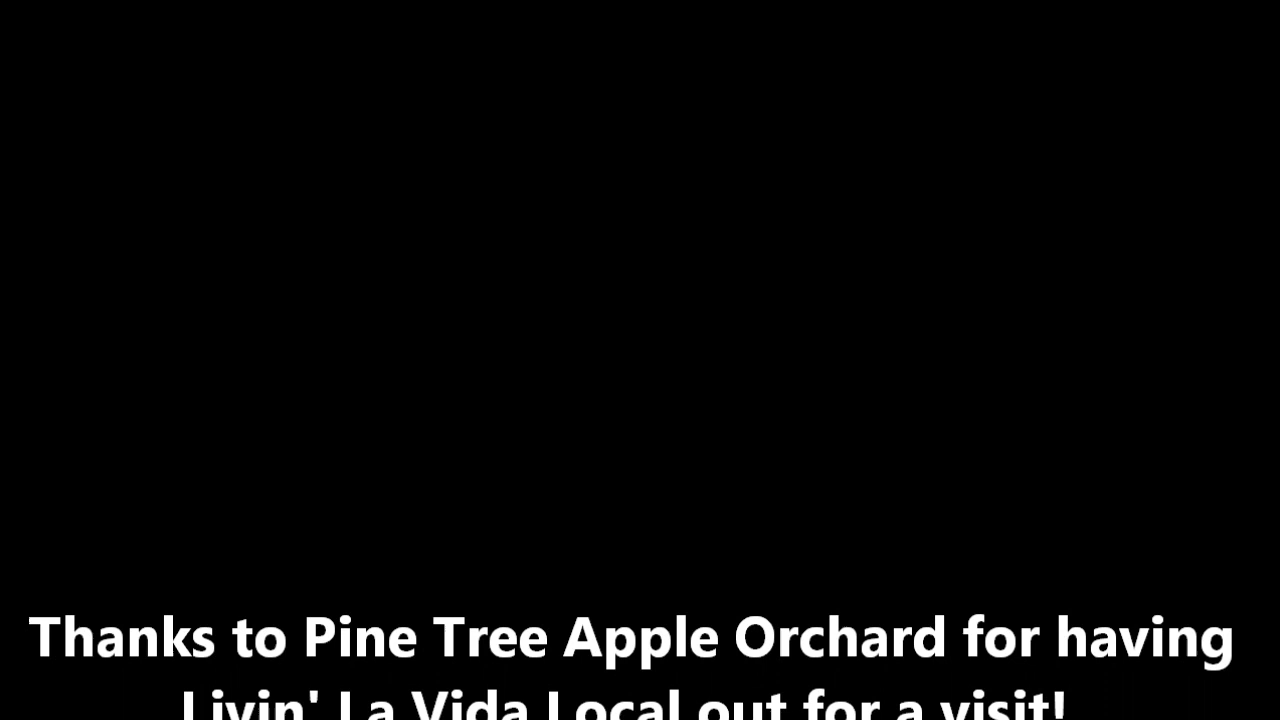 Thanks to Pine Tree Apple Orchard for having
Livin' La Vida Local out for a visit!